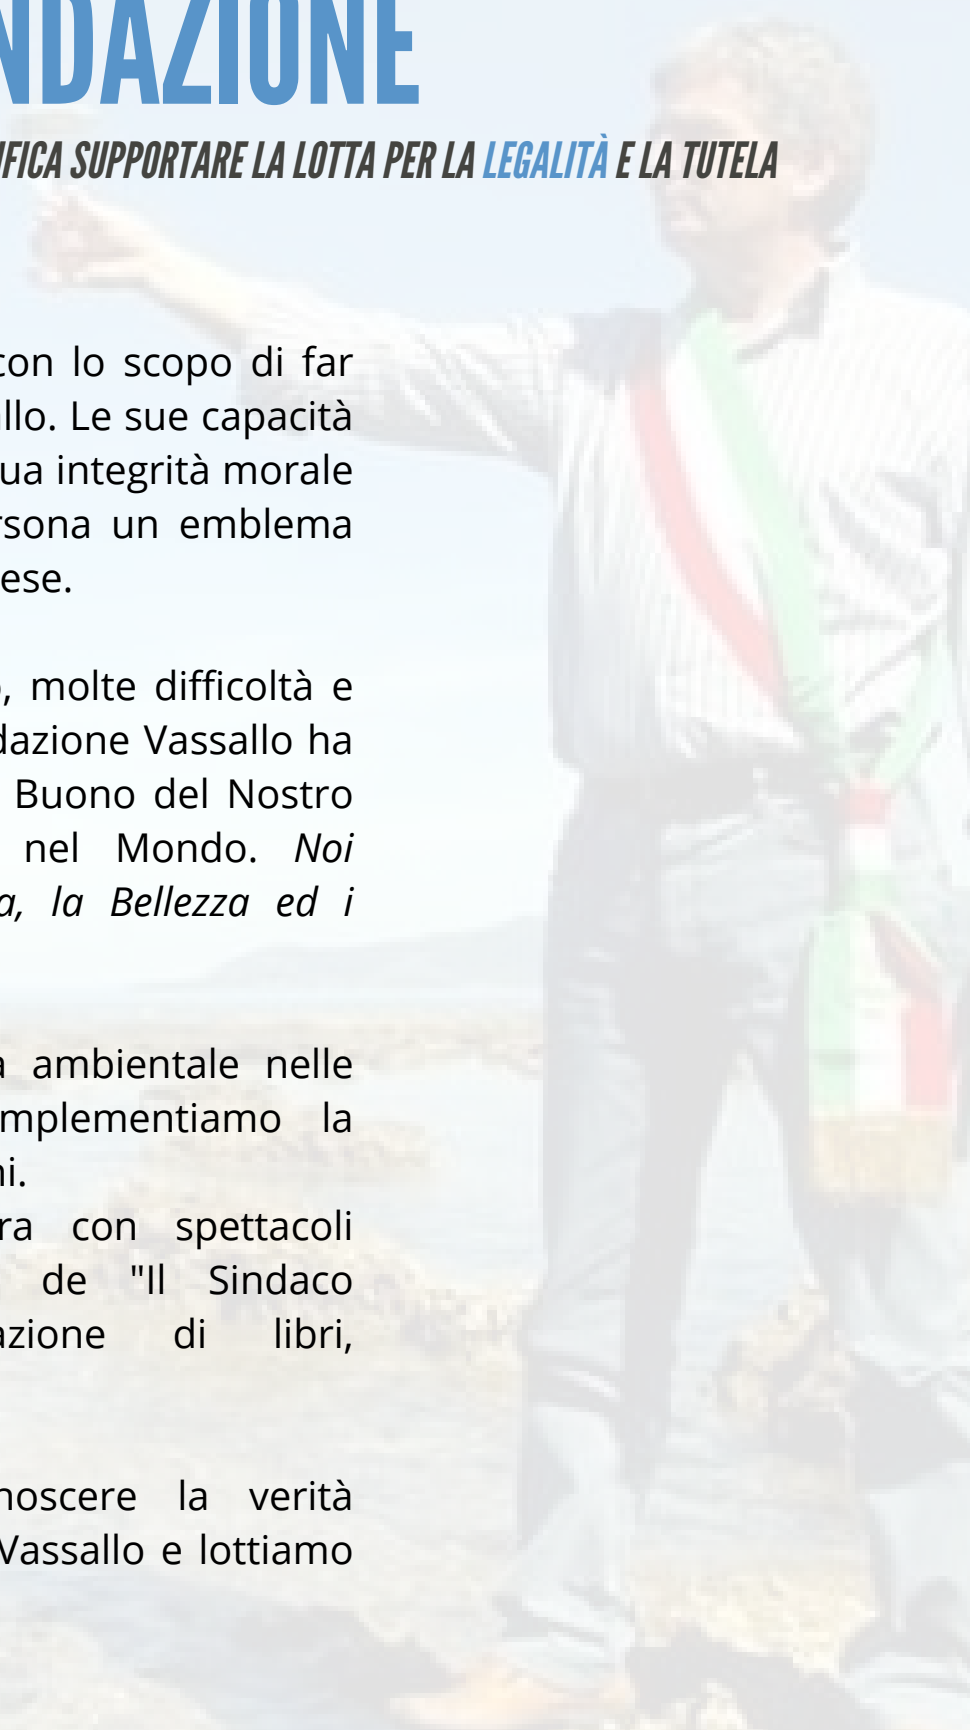 NDAZIONE
IFICA SUPPORTARE LA LOTTA PER LA LEGALITÀ E LA TUTELA
con lo scopo di far
allo. Le sue capacità
ua integrità morale
rsona un emblema
ese.
, molte difficoltà e
dazione Vassallo ha
Buono del Nostro
nel Mondo. Noi
a, la Bellezza ed i
a ambientale nelle
mplementiamo la
ni.
ra con spettacoli
de "Il Sindaco
azione di libri,
noscere la verità
Vassallo e lottiamo